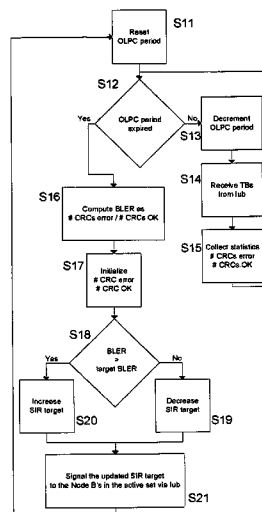 S11
Reset
OLPC period
S12
OLPC period
expired
Yes
No
S13
Decrement
OLPC period
S14
Receive TBs
from Iub
S15
Collect statistics
# CRCs error
# CRCs OK
S16
Compute BLER as
# CRCs error / # CRCs OK
S17
Initialize
# CRC error
# CRC OK
S18
BLER
>
target BLER
Yes
No
Increase
SIR target
S20
Decrease
SIR target
S19
Signal the updated SIR target
to the Node B's in the active set via Iub
S21